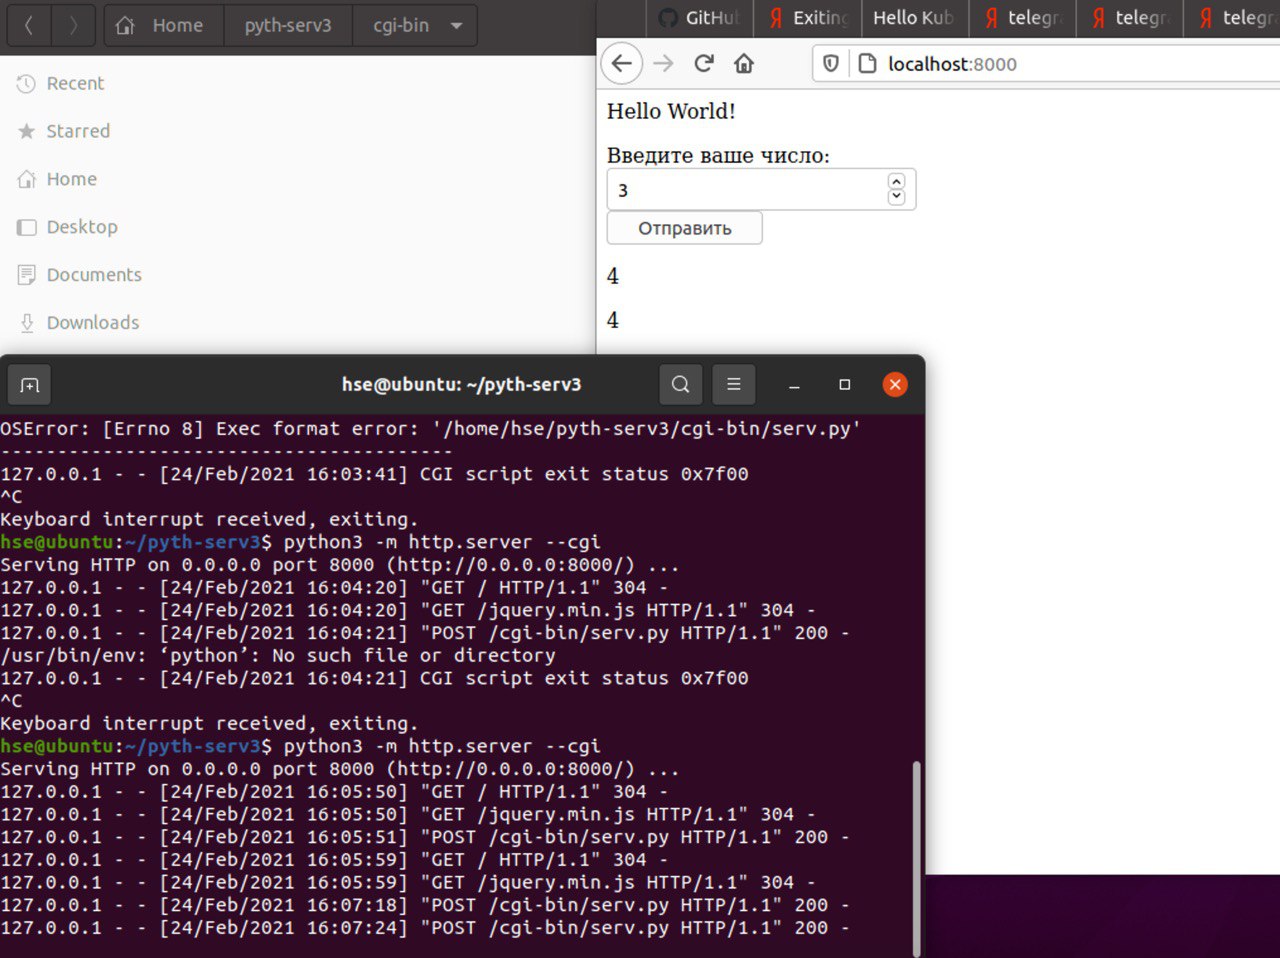 Home
pyth-serv3
cgi-bin
Recent
Starred
Home
Desktop
Documents
Downloads
GitHub
Exiting
Hello Kub
telegr
telegr
telegr
localhost:8000
Hello World!
Введите ваше число:
3
Отправить
4
4
hse@ubuntu: ~/pyth-serv3
OSError: [Errno 8] Exec format error: '/home/hse/pyth-serv3/cgi-bin/serv.py'
----------------------------------------
127.0.0.1 - - [24/Feb/2021 16:03:41] CGI script exit status 0x7f00
^C
Keyboard interrupt received, exiting.
hse@ubuntu:~/pyth-serv3$ python3 -m http.server --cgi
Serving HTTP on 0.0.0.0 port 8000 (http://0.0.0.0:8000/) ...
127.0.0.1 - - [24/Feb/2021 16:04:20] "GET / HTTP/1.1" 304 -
127.0.0.1 - - [24/Feb/2021 16:04:20] "GET /jquery.min.js HTTP/1.1" 304 -
127.0.0.1 - - [24/Feb/2021 16:04:21] "POST /cgi-bin/serv.py HTTP/1.1" 200 -
/usr/bin/env: ‘python’: No such file or directory
127.0.0.1 - - [24/Feb/2021 16:04:21] CGI script exit status 0x7f00
^C
Keyboard interrupt received, exiting.
hse@ubuntu:~/pyth-serv3$ python3 -m http.server --cgi
Serving HTTP on 0.0.0.0 port 8000 (http://0.0.0.0:8000/) ...
127.0.0.1 - - [24/Feb/2021 16:05:50] "GET / HTTP/1.1" 304 -
127.0.0.1 - - [24/Feb/2021 16:05:50] "GET /jquery.min.js HTTP/1.1" 304 -
127.0.0.1 - - [24/Feb/2021 16:05:51] "POST /cgi-bin/serv.py HTTP/1.1" 200 -
127.0.0.1 - - [24/Feb/2021 16:05:59] "GET / HTTP/1.1" 304 -
127.0.0.1 - - [24/Feb/2021 16:05:59] "GET /jquery.min.js HTTP/1.1" 304 -
127.0.0.1 - - [24/Feb/2021 16:07:18] "POST /cgi-bin/serv.py HTTP/1.1" 200 -
127.0.0.1 - - [24/Feb/2021 16:07:24] "POST /cgi-bin/serv.py HTTP/1.1" 200 -